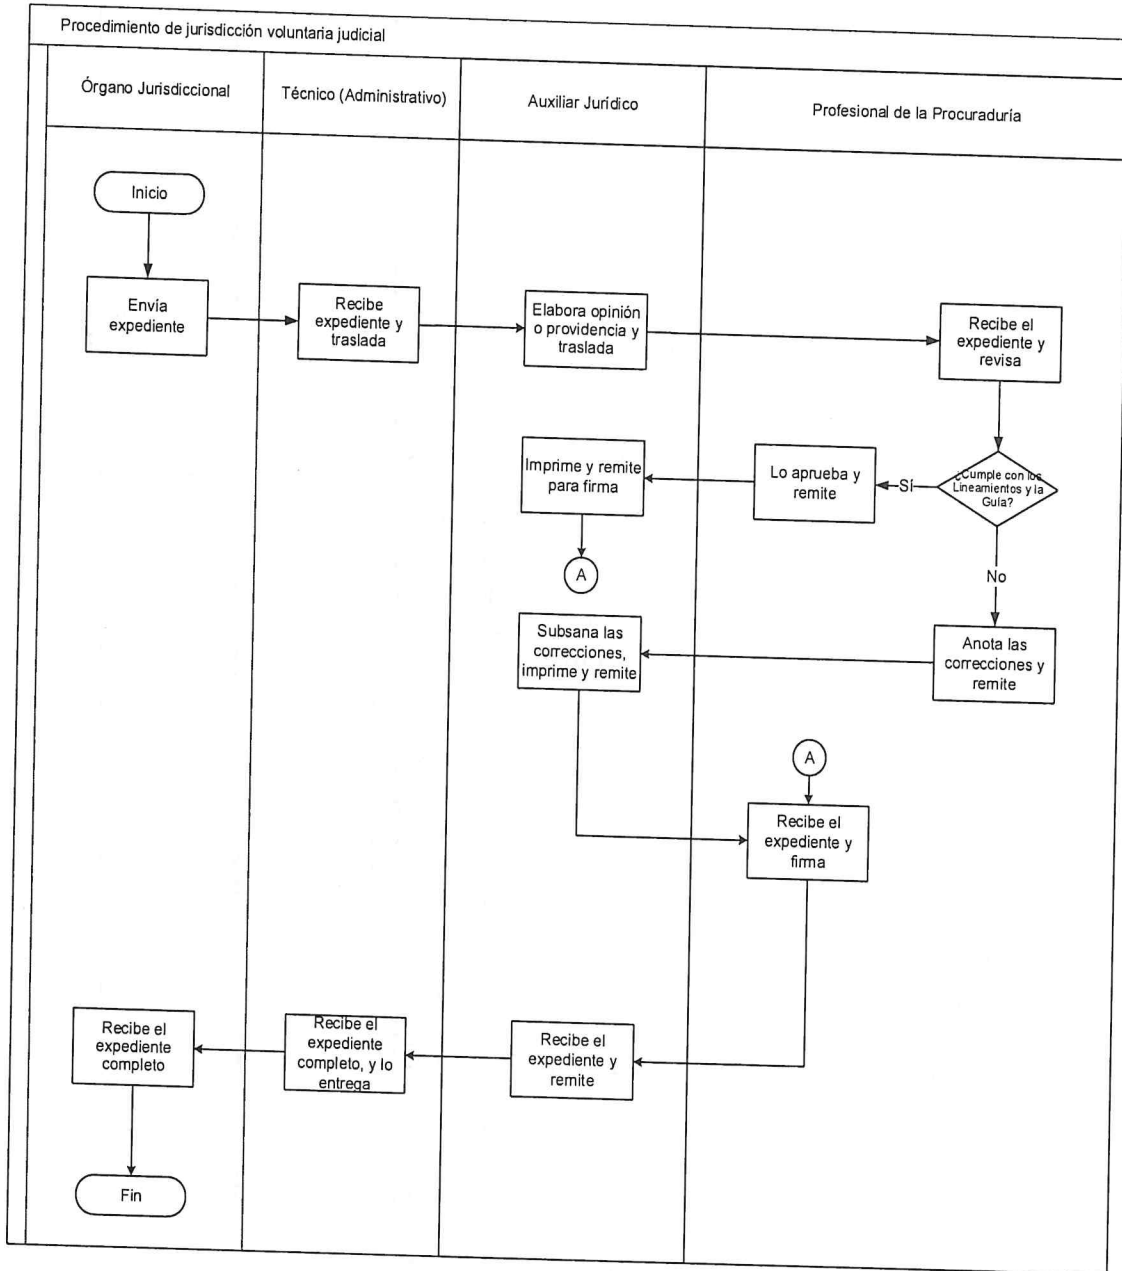 Procedimiento de jurisdicción voluntaria judicial
Órgano Jurisdiccional
Técnico (Administrativo)
Auxiliar Jurídico
Profesional de la Procuraduría
Inicio
Envía
expediente
Recibe
expediente y
traslada
Elabora opinión
o providencia y
traslada
Recibe el
expediente y
revisa
¿Cumple con los
Lineamientos y la
Guía?
Sí
Lo aprueba y
remite
Imprime y remite
para firma
A
No
Anota las
correcciones y
remite
Subsana las
correcciones,
imprime y remite
A
Recibe el
expediente y
firma
Recibe el
expediente y
remite
Recibe el
expediente
completo, y lo
entrega
Recibe el
expediente
completo
Fin